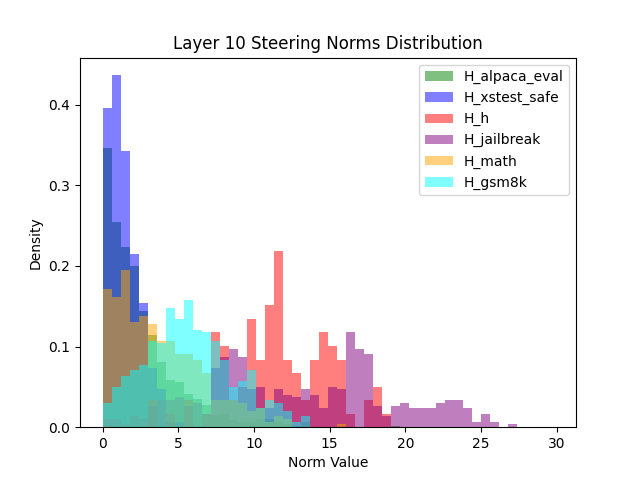 Layer 10 Steering Norms Distribution
H_alpaca_eval
H_xstest_safe
H_h
H_jailbreak
H_math
H_gsm8k
Density
0.4
0.3
0.2
0.1
0.0
0 5 10 15 20 25 30
Norm Value